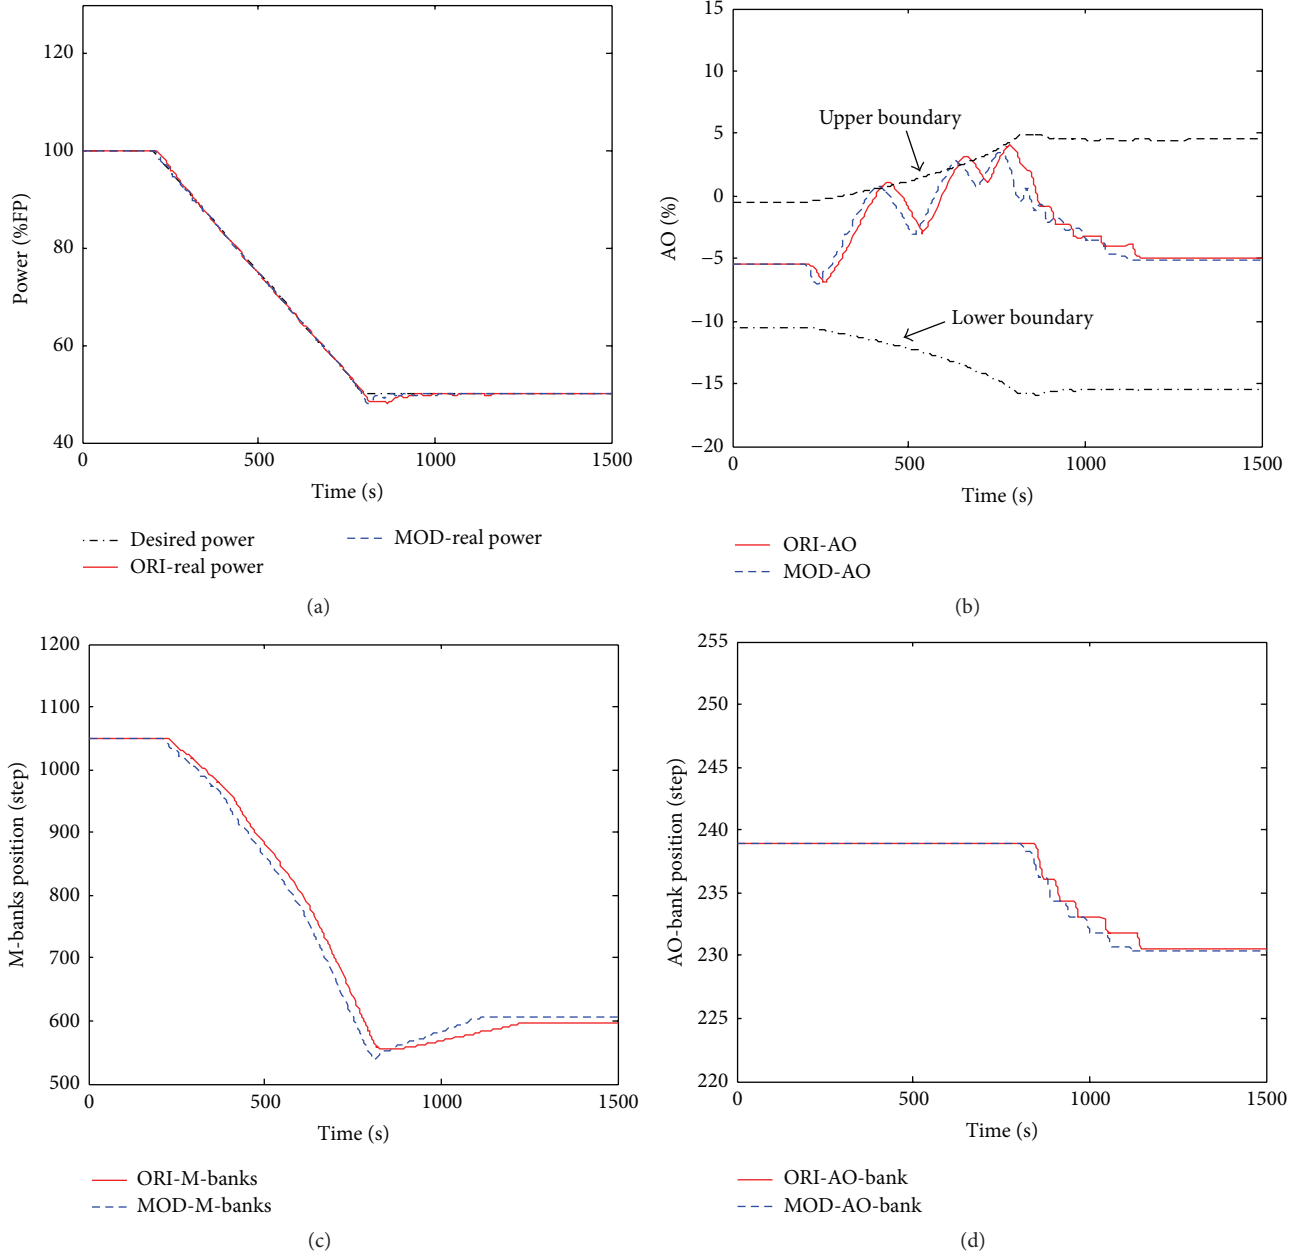 120
100
80
60
40
Power (%FP)
0
500
1000
1500
Time (s)
Desired power
ORI-real power
MOD-real power
(a)
15
10
5
0
−5
−10
−15
−20
AO (%)
Upper boundary
Lower boundary
0
500
1000
1500
Time (s)
ORI-AO
MOD-AO
(b)
1200
1100
1000
900
800
700
600
500
M-banks position (step)
0
500
1000
1500
Time (s)
ORI-M-banks
MOD-M-banks
(c)
255
250
245
240
235
230
225
220
AO-bank position (step)
0
500
1000
1500
Time (s)
ORI-AO-bank
MOD-AO-bank
(d)